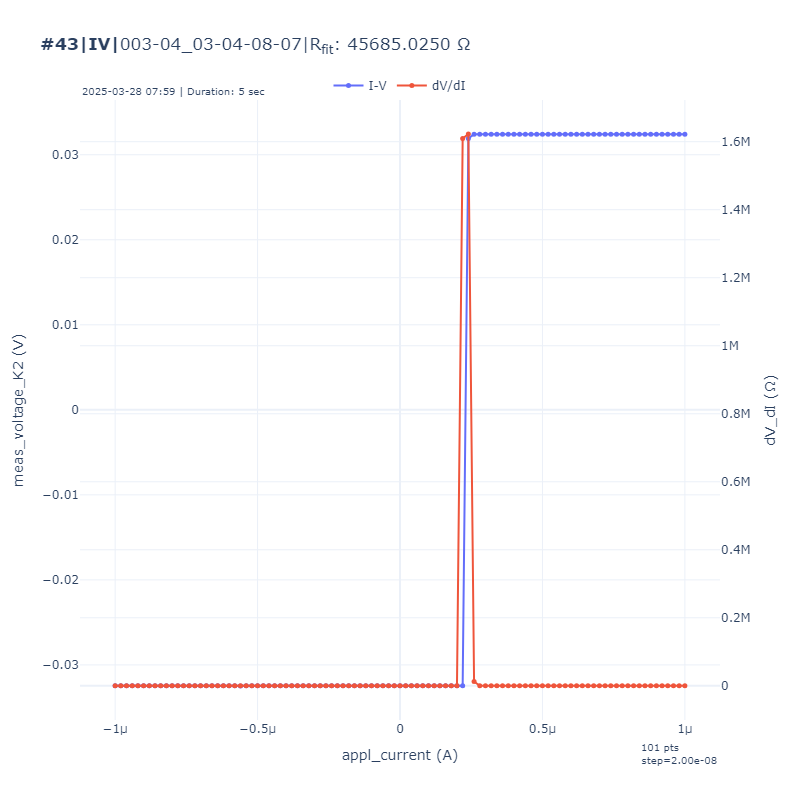 #43|IV|003-04_03-04-08-07|Rfit: 45685.0250 Ω
2025-03-28 07:59 | Duration: 5 sec
I-V
dV/dI
0.03
0.02
0.01
0
−0.01
−0.02
−0.03
meas_voltage_K2 (V)
1.6M
1.4M
1.2M
1M
0.8M
0.6M
0.4M
0.2M
0
dV_dI (Ω)
−1μ
−0.5μ
0
0.5μ
1μ
appl_current (A)
101 pts
step=2.00e-08